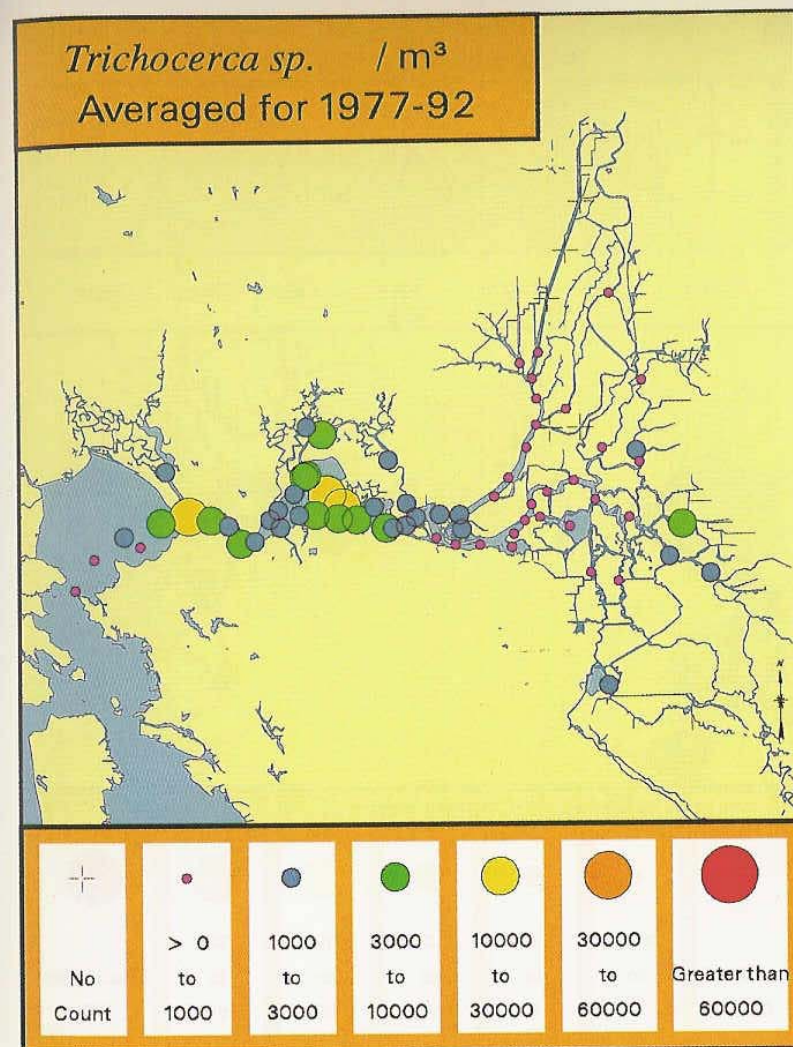 Trichocerca sp. / m³
Averaged for 1977-92
N
No
Count
> 0
to
1000
1000
to
3000
3000
to
10000
10000
to
30000
30000
to
60000
Greater than
60000